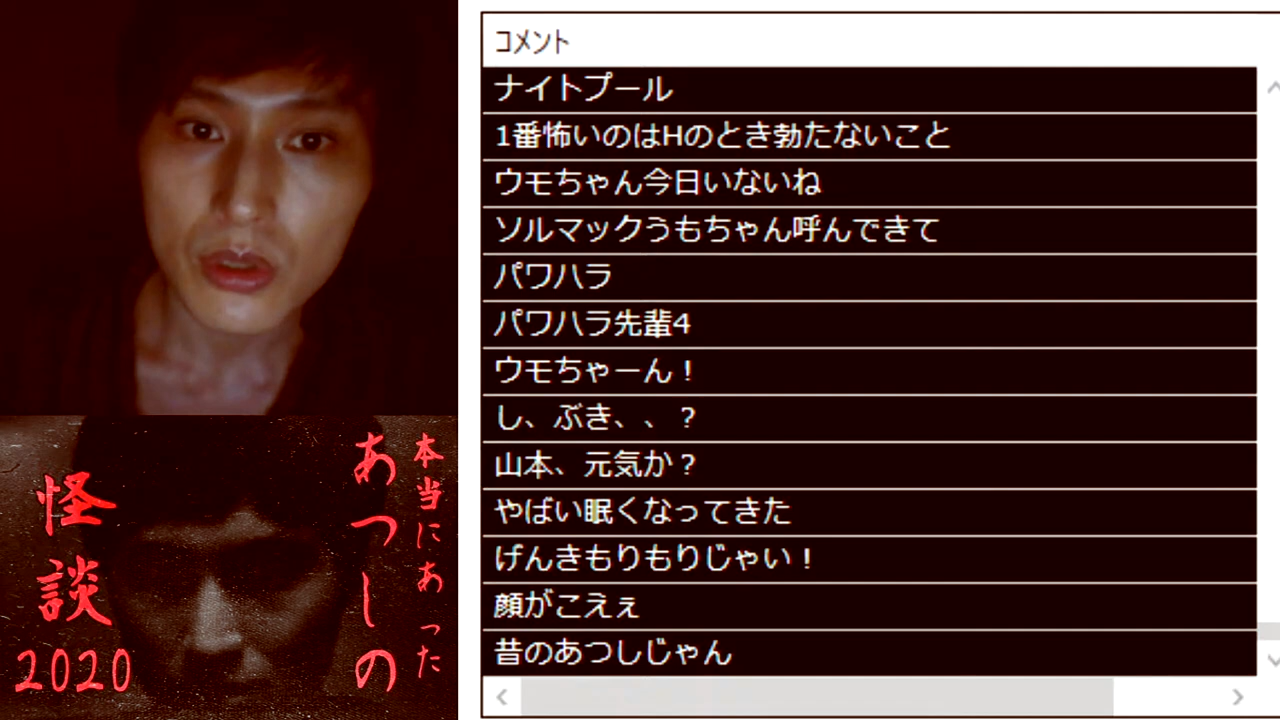 コメント
ナイトプール
1番怖いのはHのとき勃たないこと
ウモちゃん今日いないね
ソルマックうもちゃん呼んできて
パワハラ
パワハラ先輩4
ウモちゃーん！
し、ぶき、、？
山本、元気か？
やばい眠くなってきた
げんきもりもりじゃい！
顔がこえぇ
昔のあつしじゃん
本当にあった
あつしの
怪談
2020